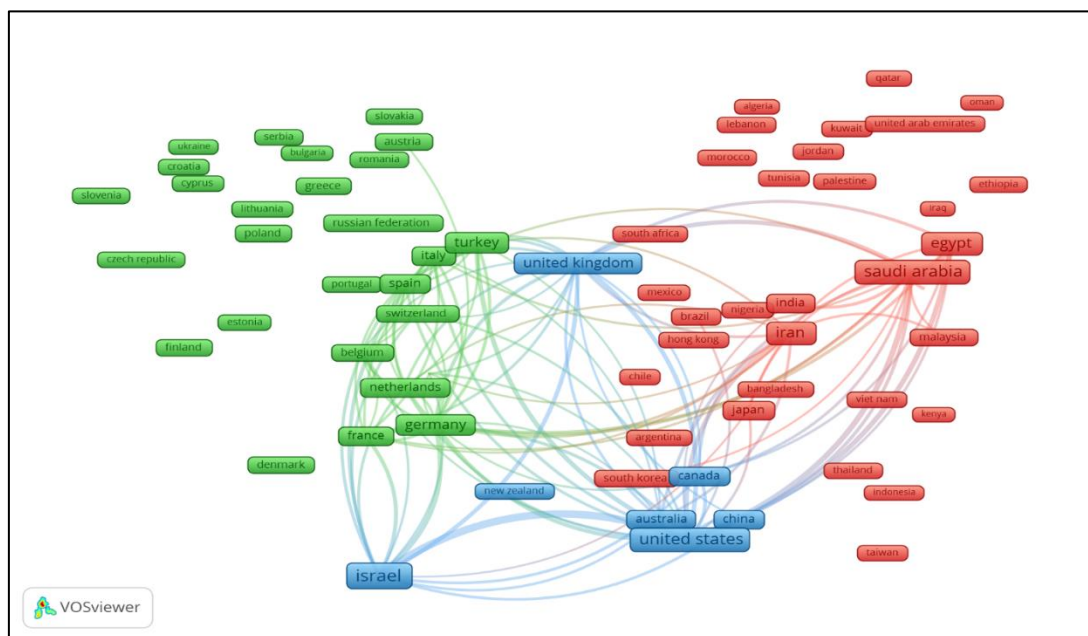 qatar
algeria
oman
slovakia
lebanon
kuwait
united arab emirates
serbia
austria
ukraine
bulgaria
romania
jordan
morocco
croatia
cyprus
greece
tunisia
palestine
ethiopia
slovenia
lithuania
iraq
russian federation
poland
south africa
turkey
egypt
italy
czech republic
united kingdom
saudi arabia
portugal
spain
mexico
india
nigeria
brazil
switzerland
estonia
iran
hong kong
malaysia
finland
belgium
chile
netherlands
bangladesh
viet nam
japan
kenya
germany
france
argentina
denmark
south korea
canada
thailand
new zealand
indonesia
australia
china
united states
taiwan
israel
VOSviewer